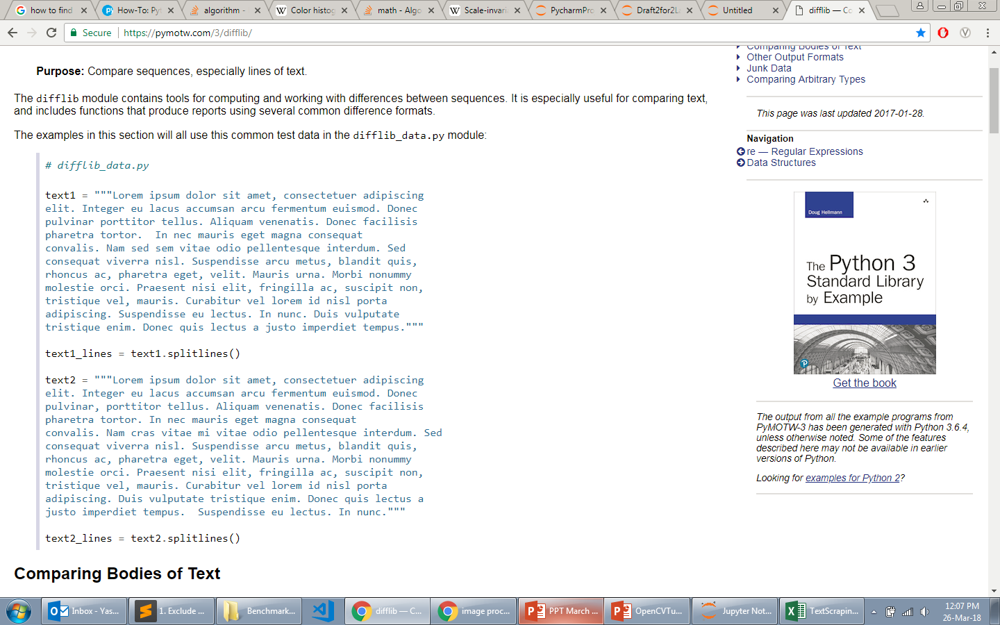 how to find
How-To: Pyt
algorithm -
Color histog
math - Algo
Scale-invaria
PycharmPro
Draft2for2L
Untitled
difflib — Co
Secure
https://pymotw.com/3/difflib/
Purpose: Compare sequences, especially lines of text.
The difflib module contains tools for computing and working with differences between sequences. It is especially useful for comparing text,
and includes functions that produce reports using several common difference formats.
The examples in this section will all use this common test data in the difflib_data.py module:
# difflib_data.py
text1 = """Lorem ipsum dolor sit amet, consectetuer adipiscing
elit. Integer eu lacus accumsan arcu fermentum euismod. Donec
pulvinar porttitor tellus. Aliquam venenatis. Donec facilisis
pharetra tortor.  In nec mauris eget magna consequat
convalis. Nam sed sem vitae odio pellentesque interdum. Sed
consequat viverra nisl. Suspendisse arcu metus, blandit quis,
rhoncus ac, pharetra eget, velit. Mauris urna. Morbi nonummy
molestie orci. Praesent nisi elit, fringilla ac, suscipit non,
tristique vel, mauris. Curabitur vel lorem id nisl porta
adipiscing. Suspendisse eu lectus. In nunc. Duis vulputate
tristique enim. Donec quis lectus a justo imperdiet tempus."""
text1_lines = text1.splitlines()
text2 = """Lorem ipsum dolor sit amet, consectetuer adipiscing
elit. Integer eu lacus accumsan arcu fermentum euismod. Donec
pulvinar, porttitor tellus. Aliquam venenatis. Donec facilisis
pharetra tortor. In nec mauris eget magna consequat
convalis. Nam cras vitae mi vitae odio pellentesque interdum. Sed
consequat viverra nisl. Suspendisse arcu metus, blandit quis,
rhoncus ac, pharetra eget, velit. Mauris urna. Morbi nonummy
molestie orci. Praesent nisi elit, fringilla ac, suscipit non,
tristique vel, mauris. Curabitur vel lorem id nisl porta
adipiscing. Duis vulputate tristique enim. Donec quis lectus a
justo imperdiet tempus.  Suspendisse eu lectus. In nunc."""
text2_lines = text2.splitlines()
Comparing Bodies of Text
Comparing Bodies of Text
Other Output Formats
Junk Data
Comparing Arbitrary Types
This page was last updated 2017-01-28.
Navigation
re — Regular Expressions
Data Structures
Doug Hellmann
The Python 3
Standard Library
by Example
Get the book
The output from all the example programs from
PyMOTW-3 has been generated with Python 3.6.4,
unless otherwise noted. Some of the features
described here may not be available in earlier
versions of Python.
Looking for examples for Python 2?
Inbox - Yas...
1. Exclude ...
Benchmark...
difflib — C...
image proc...
PPT March ...
OpenCVTu...
Jupyter Not...
TextScrapin...
12:07 PM
26-Mar-18